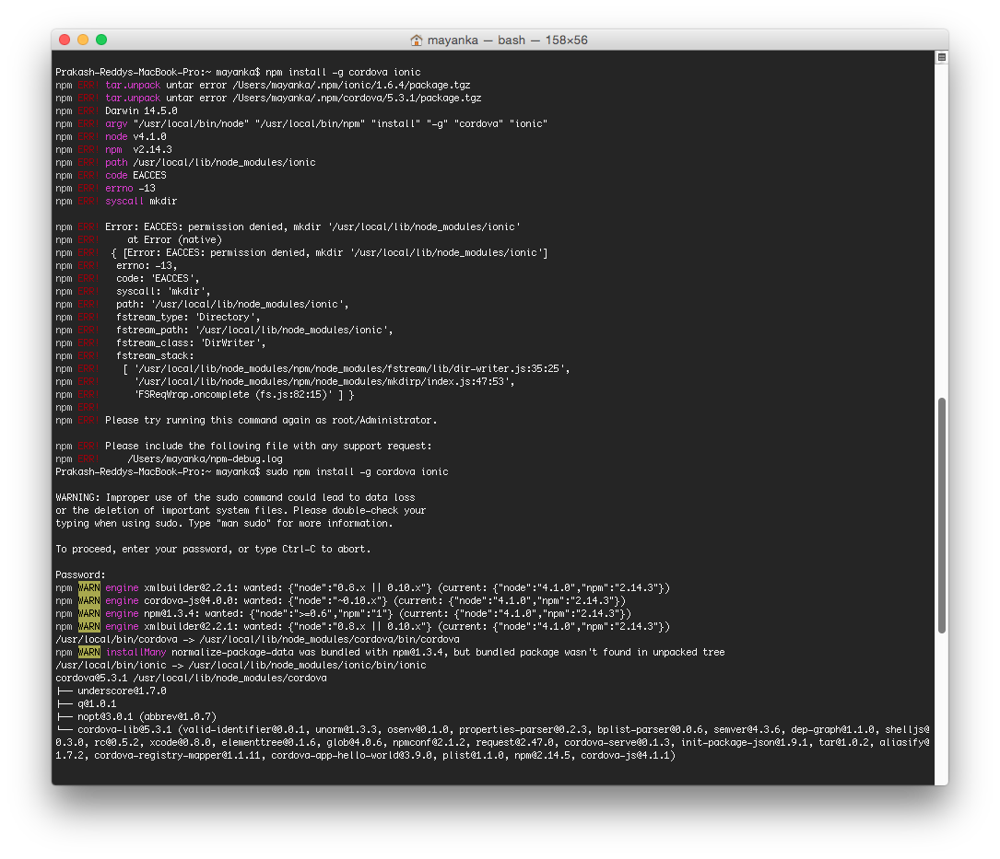 mayanka — bash — 158×56
Prakash-Reddys-MacBook-Pro:~ mayanka$ npm install -g cordova ionic
npm ERR! tar.unpack untar error /Users/mayanka/.npm/ionic/1.6.4/package.tgz
npm ERR! tar.unpack untar error /Users/mayanka/.npm/cordova/5.3.1/package.tgz
npm ERR! Darwin 14.5.0
npm ERR! argv "/usr/local/bin/node" "/usr/local/bin/npm" "install" "-g" "cordova" "ionic"
npm ERR! node v4.1.0
npm ERR! npm  v2.14.3
npm ERR! path /usr/local/lib/node_modules/ionic
npm ERR! code EACCES
npm ERR! errno -13
npm ERR! syscall mkdir
npm ERR! Error: EACCES: permission denied, mkdir '/usr/local/lib/node_modules/ionic'
npm ERR!     at Error (native)
npm ERR!  { [Error: EACCES: permission denied, mkdir '/usr/local/lib/node_modules/ionic']
npm ERR!   errno: -13,
npm ERR!   code: 'EACCES',
npm ERR!   syscall: 'mkdir',
npm ERR!   path: '/usr/local/lib/node_modules/ionic',
npm ERR!   fstream_type: 'Directory',
npm ERR!   fstream_path: '/usr/local/lib/node_modules/ionic',
npm ERR!   fstream_class: 'DirWriter',
npm ERR!   fstream_stack:
npm ERR!    [ '/usr/local/lib/node_modules/npm/node_modules/fstream/lib/dir-writer.js:35:25',
npm ERR!      '/usr/local/lib/node_modules/npm/node_modules/mkdirp/index.js:47:53',
npm ERR!      'FSReqWrap.oncomplete (fs.js:82:15)' ] }
npm ERR!
npm ERR! Please try running this command again as root/Administrator.
npm ERR! Please include the following file with any support request:
npm ERR!     /Users/mayanka/npm-debug.log
Prakash-Reddys-MacBook-Pro:~ mayanka$ sudo npm install -g cordova ionic
WARNING: Improper use of the sudo command could lead to data loss
or the deletion of important system files. Please double-check your
typing when using sudo. Type "man sudo" for more information.
To proceed, enter your password, or type Ctrl-C to abort.
Password:
npm WARN engine xmlbuilder@2.2.1: wanted: {"node":"0.8.x || 0.10.x"} (current: {"node":"4.1.0","npm":"2.14.3"})
npm WARN engine cordova-js@4.0.0: wanted: {"node":"~0.10.x"} (current: {"node":"4.1.0","npm":"2.14.3"})
npm WARN engine npm@1.3.4: wanted: {"node":">=0.6","npm":"1"} (current: {"node":"4.1.0","npm":"2.14.3"})
npm WARN engine xmlbuilder@2.2.1: wanted: {"node":"0.8.x || 0.10.x"} (current: {"node":"4.1.0","npm":"2.14.3"})
/usr/local/bin/cordova -> /usr/local/lib/node_modules/cordova/bin/cordova
npm WARN installMany normalize-package-data was bundled with npm@1.3.4, but bundled package wasn't found in unpacked tree
/usr/local/bin/ionic -> /usr/local/lib/node_modules/ionic/bin/ionic
cordova@5.3.1 /usr/local/lib/node_modules/cordova
├── underscore@1.7.0
├── q@1.0.1
├── nopt@3.0.1 (abbrev@1.0.7)
└── cordova-lib@5.3.1 (valid-identifier@0.0.1, unorm@1.3.3, osenv@0.1.0, properties-parser@0.2.3, bplist-parser@0.0.6, semver@4.3.6, dep-graph@1.1.0, shelljs@
0.3.0, rc@0.5.2, xcode@0.8.0, elementtree@0.1.6, glob@4.0.6, npmconf@2.1.2, request@2.47.0, cordova-serve@0.1.3, init-package-json@1.9.1, tar@1.0.2, aliasify@
1.7.2, cordova-registry-mapper@1.1.11, cordova-app-hello-world@3.9.0, plist@1.1.0, npm@2.14.5, cordova-js@4.1.1)